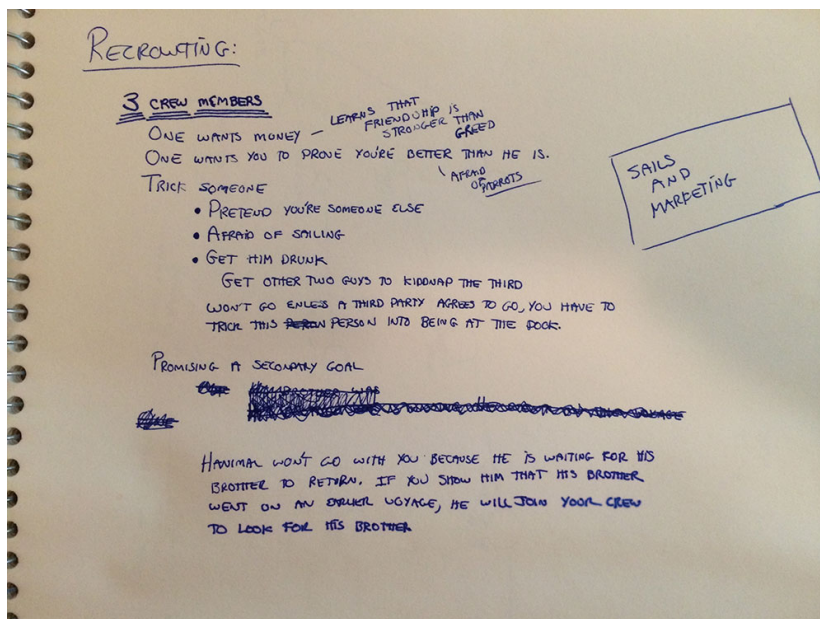 RECROUTING:
3 CREW MEMBERS
ONE WANTS MONEY – LEARNS THAT
FRIENDSHIP IS
STRONGER THAN
GREED
ONE WANTS YOU TO PROVE YOU'RE BETTER THAN HE IS.
AFRAID
OF PARROTS
TRICK SOMEONE
• PRETEND YOU'RE SOMEONE ELSE
• AFRAID OF SAILING
• GET HIM DRUNK
GET OTHER TWO GUYS TO KIDDNAP THE THIRD
WON'T GO ENLESS A THIRD PARTY AGREES TO GO, YOU HAVE TO
TRICK THIS PERSON INTO BEING AT THE DOCK.
SAILS
AND
MARKETING
PROMISING A SECONDARY GOAL
HANIMAL WON'T GO WITH YOU BECAUSE HE IS WAITING FOR HIS
BROTHER TO RETURN. IF YOU SHOW HIM THAT HIS BROTHER
WENT ON AN EARLIER VOYAGE, HE WILL JOIN YOUR CREW
TO LOOK FOR HIS BROTHER